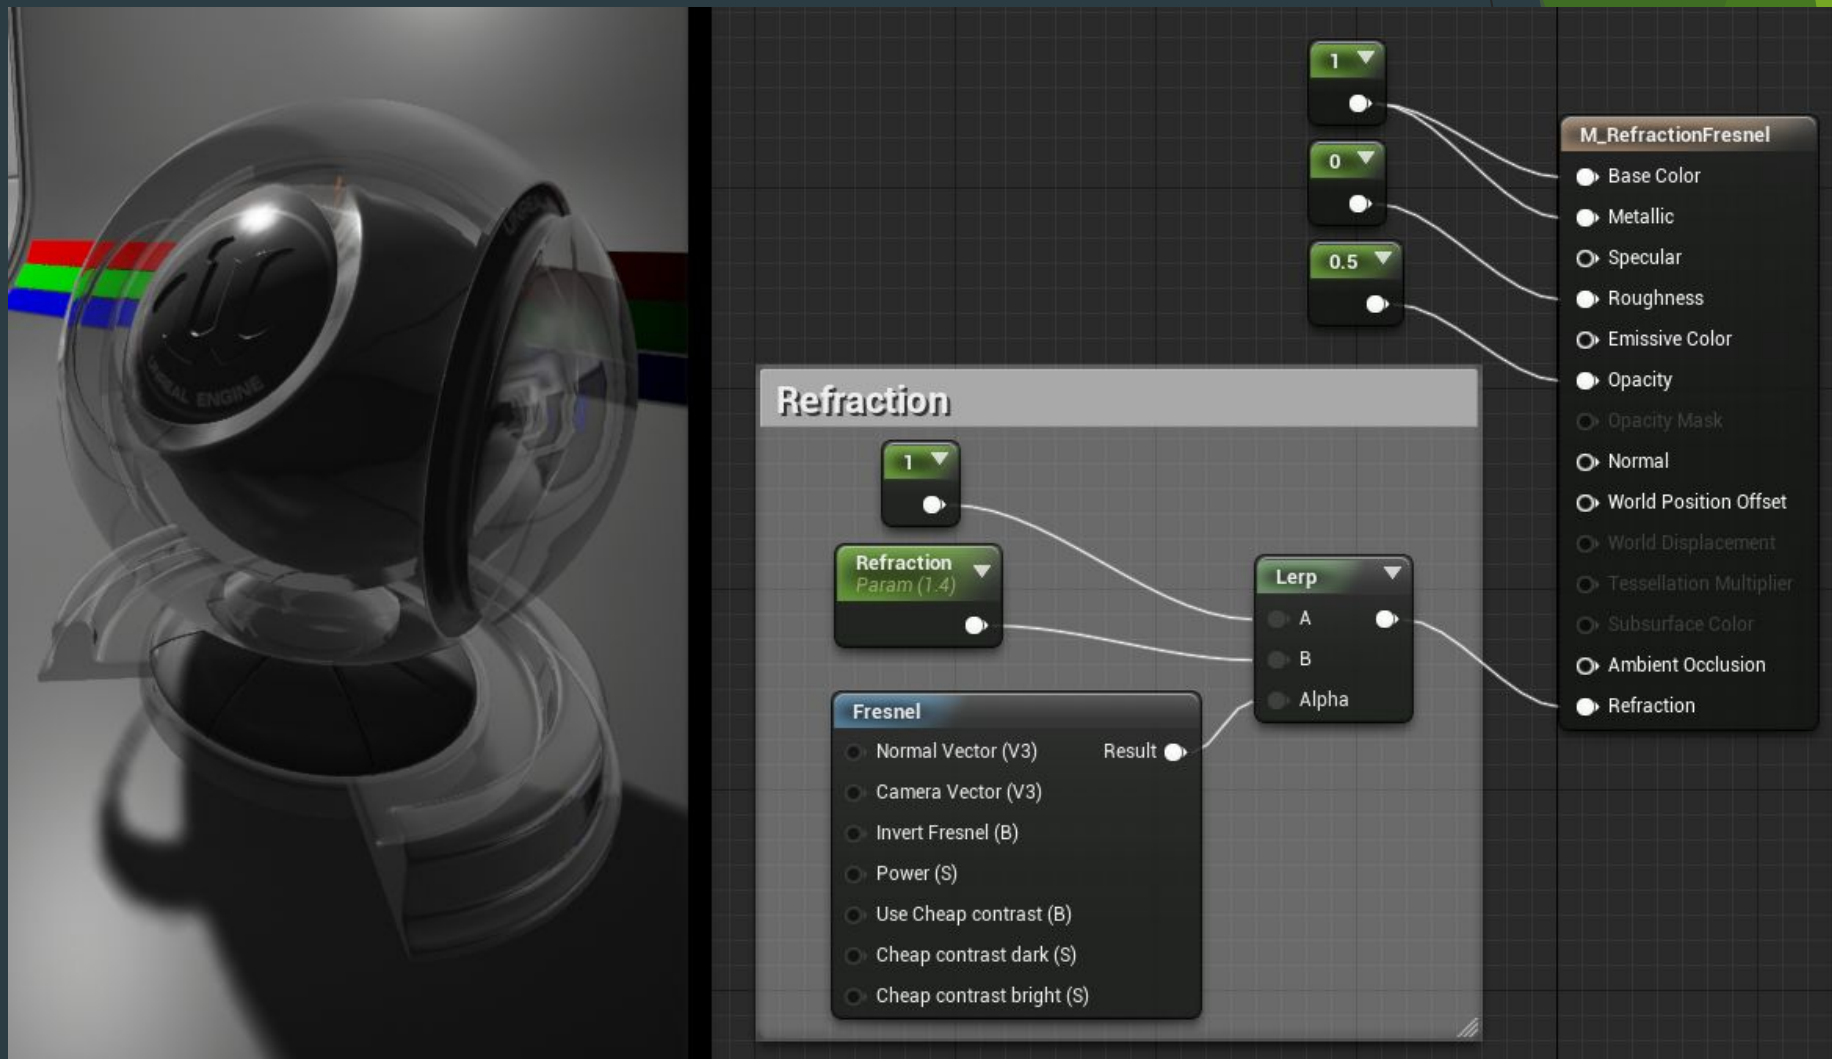 UNREAL ENGINE
1
0
0.5
M_RefractionFresnel
Base Color
Metallic
Specular
Roughness
Emissive Color
Opacity
Opacity Mask
Normal
World Position Offset
World Displacement
Tessellation Multiplier
Subsurface Color
Ambient Occlusion
Refraction
Refraction
1
Refraction
Param (1.4)
Lerp
A
B
Alpha
Fresnel
Normal Vector (V3) Result
Camera Vector (V3)
Invert Fresnel (B)
Power (S)
Use Cheap contrast (B)
Cheap contrast dark (S)
Cheap contrast bright (S)